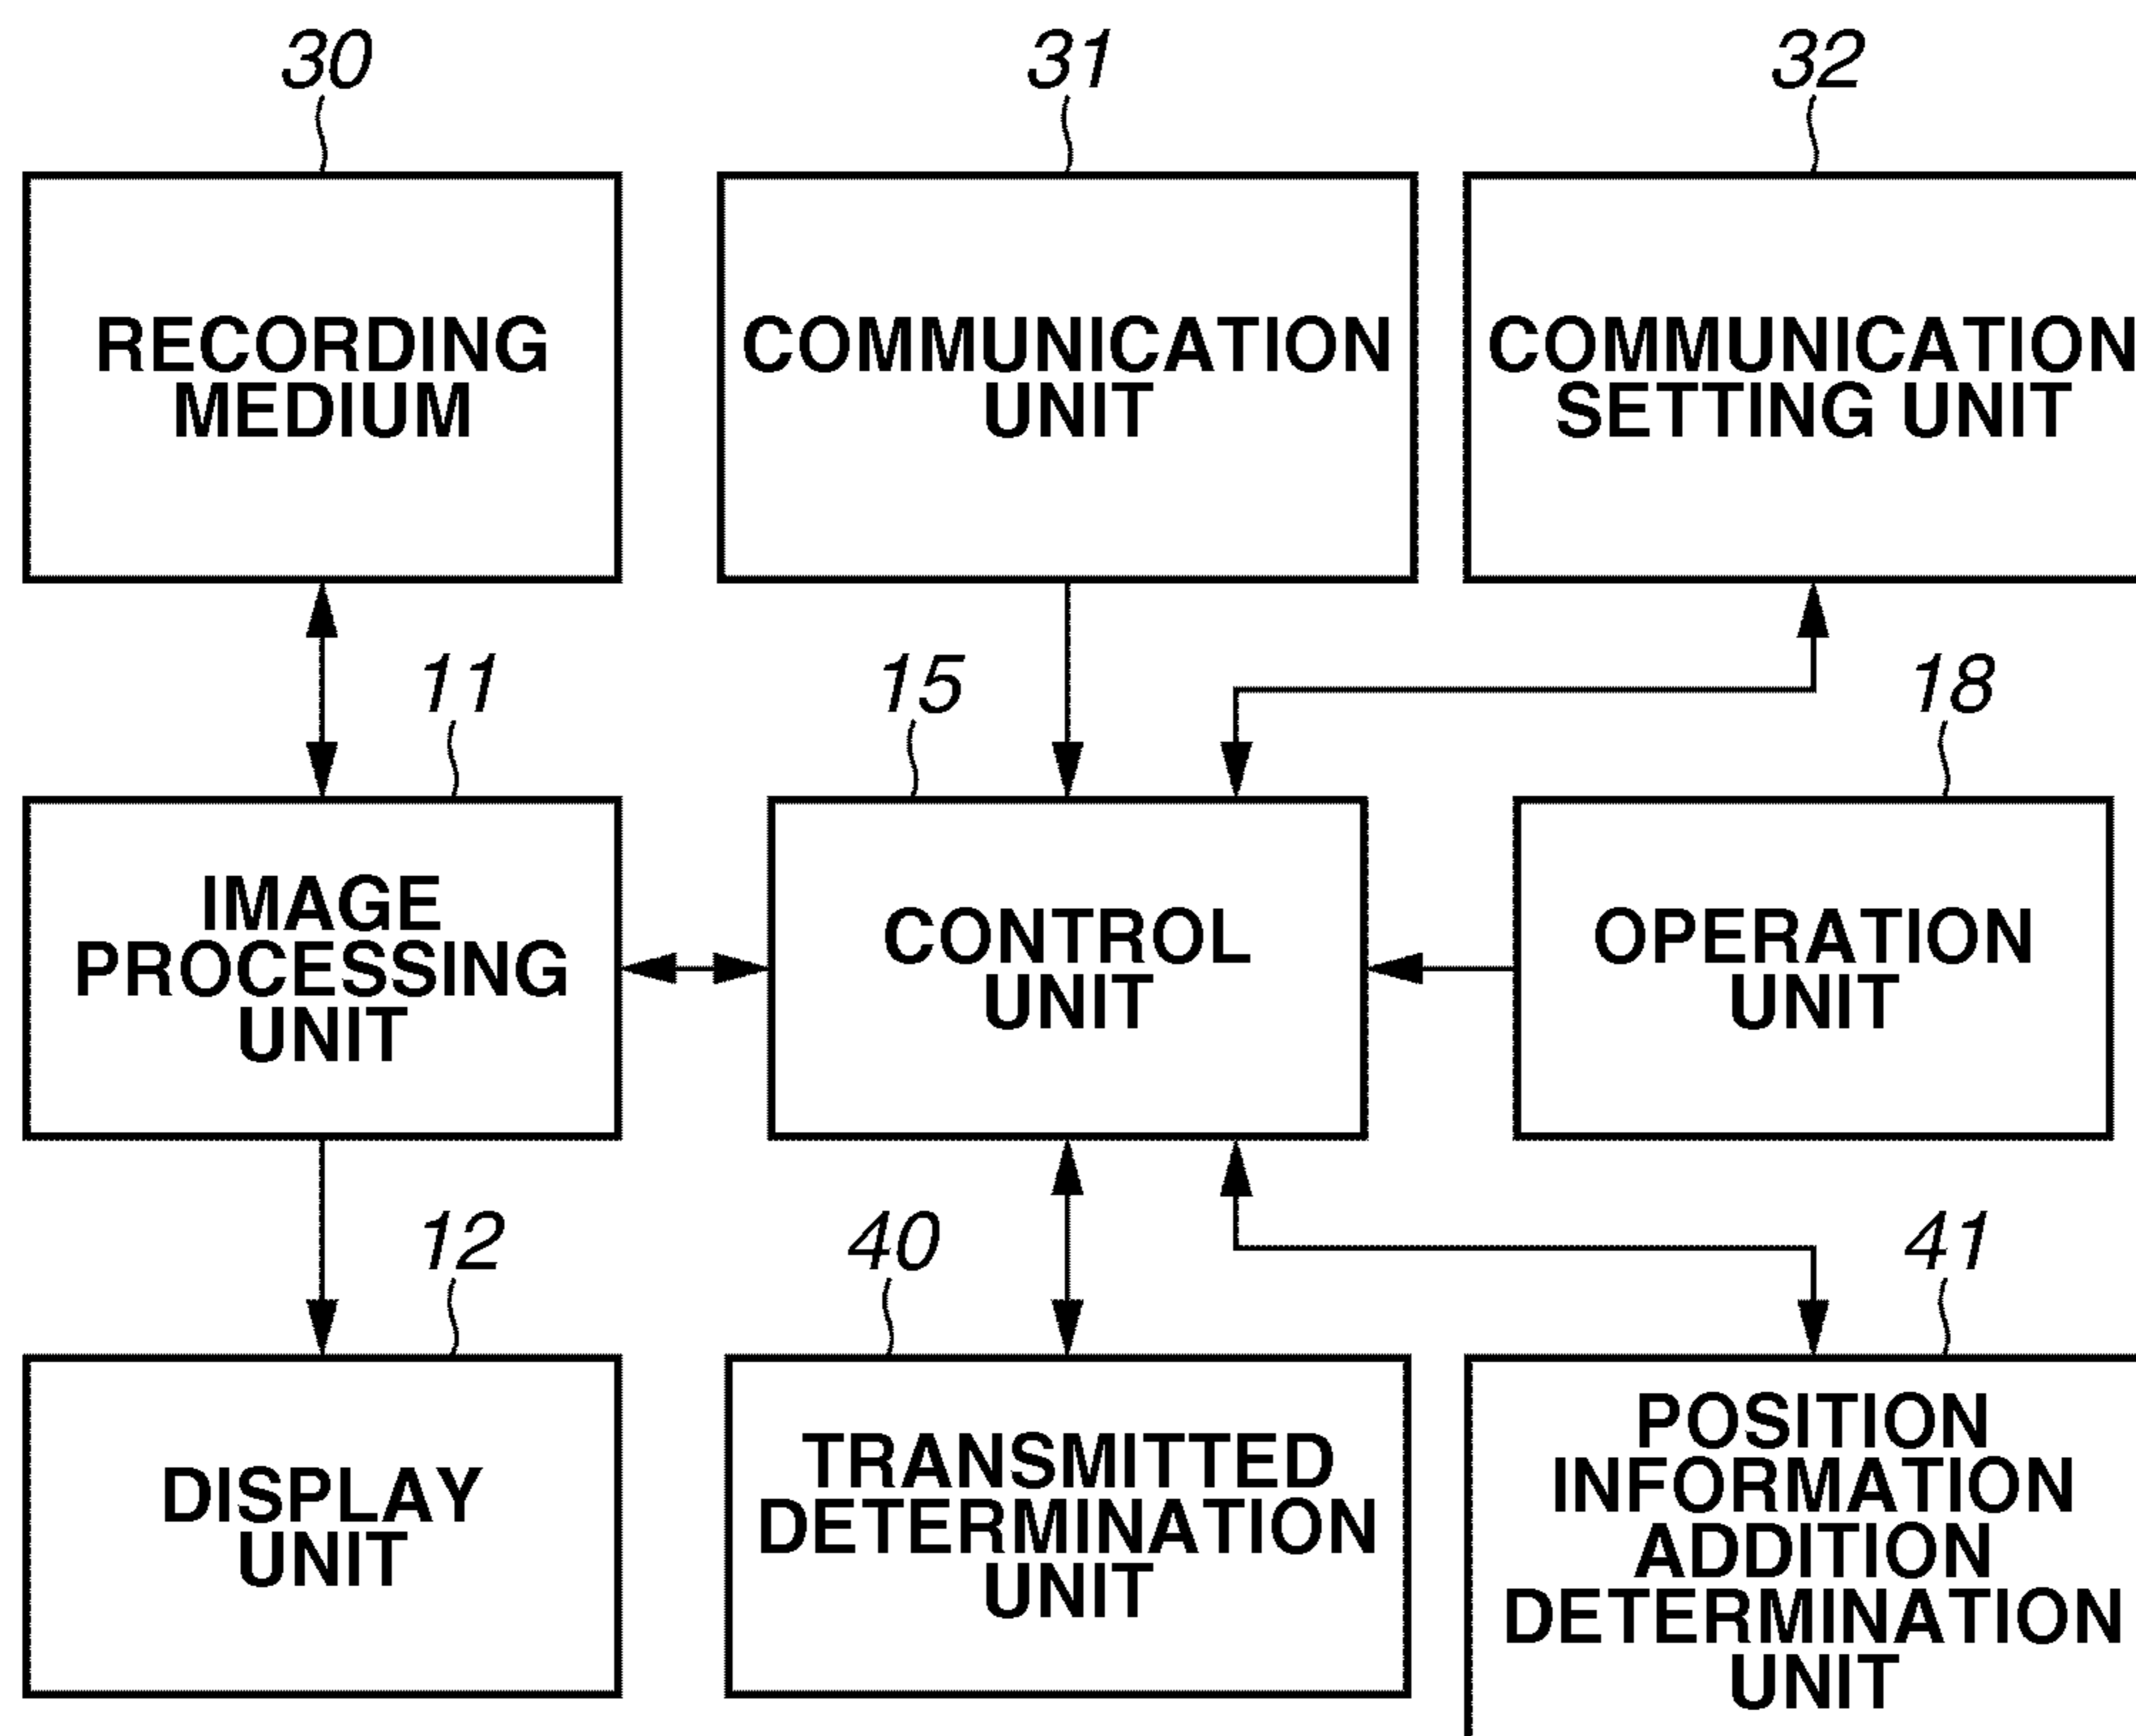 30
31
32
RECORDING
MEDIUM
COMMUNICATION
UNIT
COMMUNICATION
SETTING UNIT
11
15
18
IMAGE
PROCESSING
UNIT
CONTROL
UNIT
OPERATION
UNIT
12
40
41
DISPLAY
UNIT
TRANSMITTED
DETERMINATION
UNIT
POSITION
INFORMATION
ADDITION
DETERMINATION
UNIT